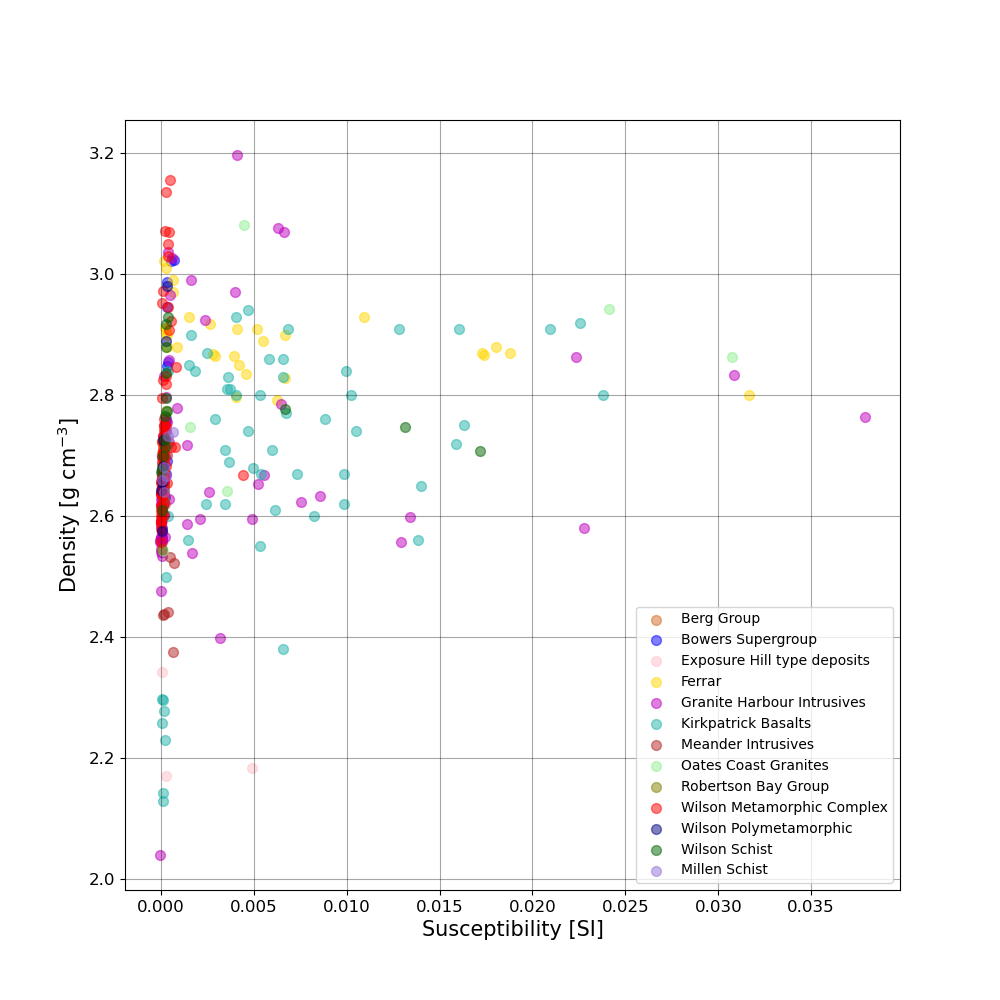 3.2
3.0
2.8
2.6
2.4
2.2
2.0
Density [g cm⁻³]
0.000 0.005 0.010 0.015 0.020 0.025 0.030 0.035
Susceptibility [SI]
Berg Group
Bowers Supergroup
Exposure Hill type deposits
Ferrar
Granite Harbour Intrusives
Kirkpatrick Basalts
Meander Intrusives
Oates Coast Granites
Robertson Bay Group
Wilson Metamorphic Complex
Wilson Polymetamorphic
Wilson Schist
Millen Schist